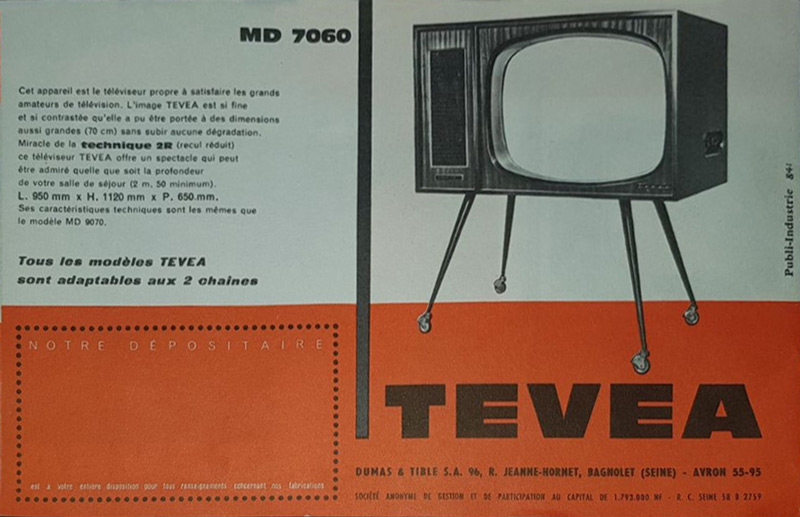 MD 7060
Cet appareil est le téléviseur propre à satisfaire les grands
amateurs de télévision. L'image TEVEA est si fine
et si contrastée qu'elle a pu être portée à des dimensions
aussi grandes (70 cm) sans subir aucune dégradation.
Miracle de la technique 2R (recul réduit)
ce téléviseur TEVEA offre un spectacle qui peut
être admiré quelle que soit la profondeur
de votre salle de séjour (2 m. 50 minimum).
L. 950 mm x H. 1120 mm x P. 650.mm.
Ses caractéristiques techniques sont les mêmes que
le modèle MD 9070.
Tous les modèles TEVEA
sont adaptables aux 2 chaines
NOTRE DÉPOSITAIRE
est à votre entière disposition pour tous renseignements concernant nos fabrications
Publi-Industrie
TEVEA
DUMAS & TIBLE S.A. 96, R. JEANNE-HORNET, BAGNOLET (SEINE) - AVRON 55-95
SOCIÉTÉ ANONYME DE GESTION ET DE PARTICIPATION AU CAPITAL DE 1.793.000 NF - R. C. SEINE 58 B 2759